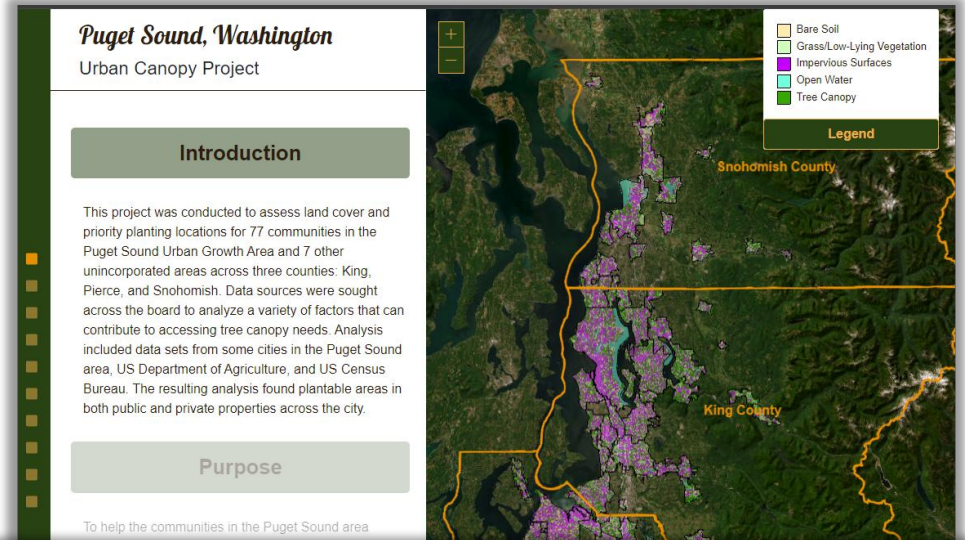 Puget Sound, Washington
Urban Canopy Project
Introduction
This project was conducted to assess land cover and
priority planting locations for 77 communities in the
Puget Sound Urban Growth Area and 7 other
unincorporated areas across three counties: King,
Pierce, and Snohomish. Data sources were sought
across the board to analyze a variety of factors that can
contribute to accessing tree canopy needs. Analysis
included data sets from some cities in the Puget Sound
area, US Department of Agriculture, and US Census
Bureau. The resulting analysis found plantable areas in
both public and private properties across the city.
Purpose
To help the communities in the Puget Sound area
+
−
Bare Soil
Grass/Low-Lying Vegetation
Impervious Surfaces
Open Water
Tree Canopy
Legend
Snohomish County
King County